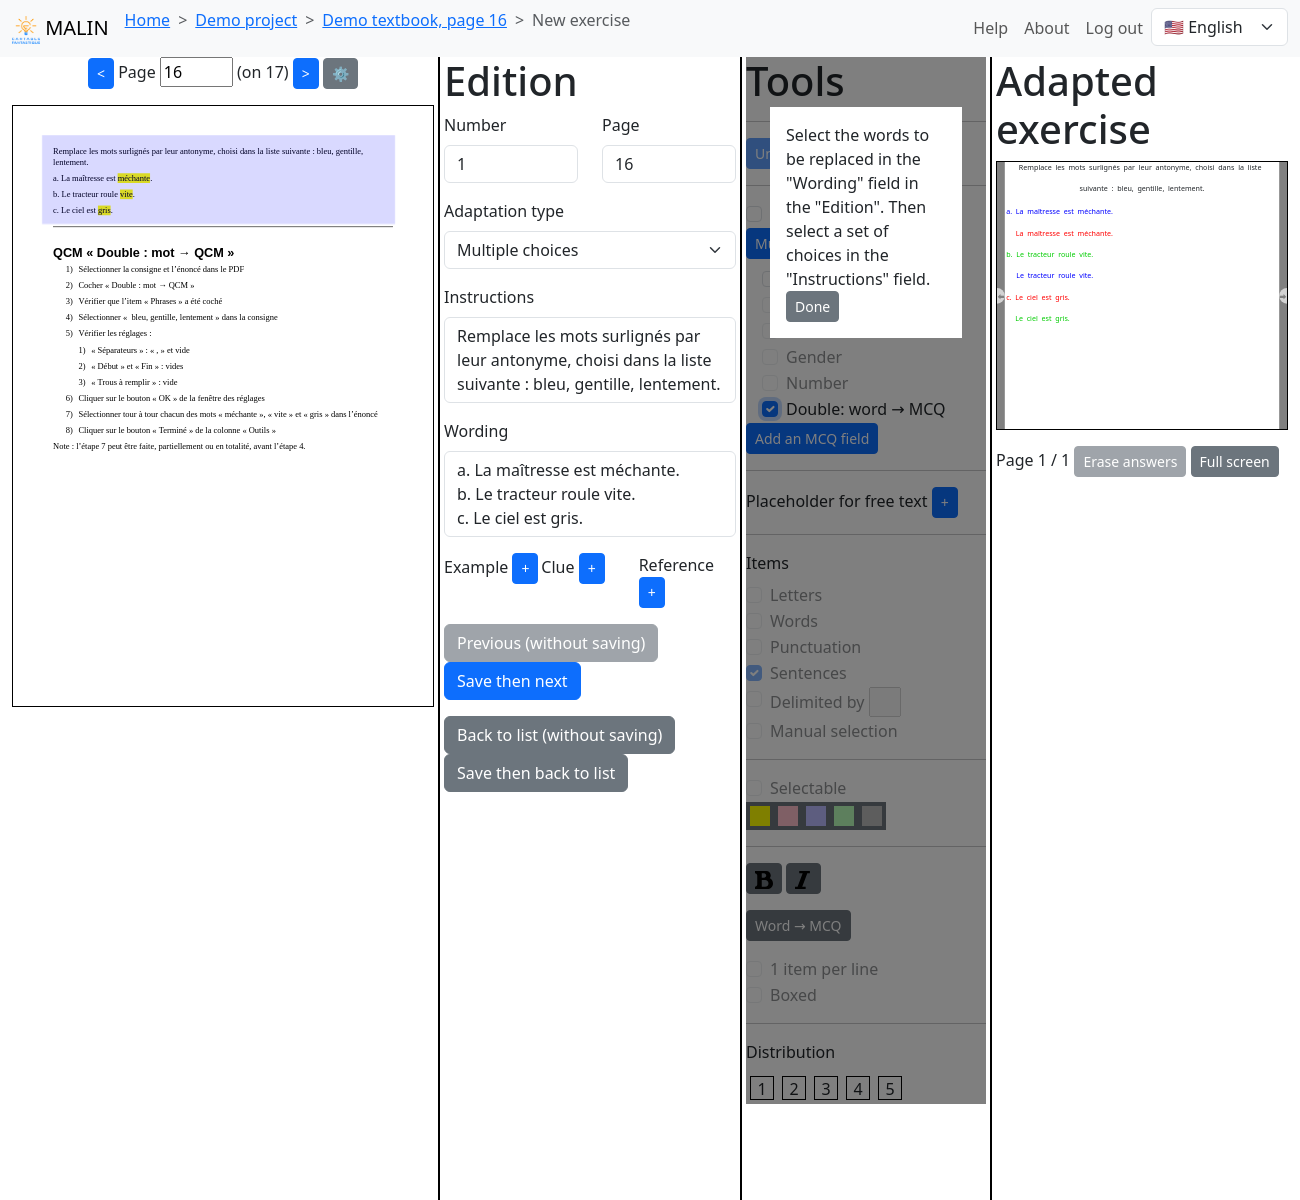 MALIN
Home > Demo project > Demo textbook, page 16 > New exercise
Help About Log out 🇺🇸 English
< Page 16 (on 17) > ⚙️
Remplace les mots surlignés par leur antonyme, choisi dans la liste suivante : bleu, gentille,
lentement.
a. La maîtresse est méchante.
b. Le tracteur roule vite.
c. Le ciel est gris.
QCM « Double : mot → QCM »
1) Sélectionner la consigne et l’énoncé dans le PDF
2) Cocher « Double : mot → QCM »
3) Vérifier que l’item « Phrases » a été coché
4) Sélectionner « bleu, gentille, lentement » dans la consigne
5) Vérifier les réglages :
1) « Séparateurs » : « , » et vide
2) « Début » et « Fin » : vides
3) « Trous à remplir » : vide
6) Cliquer sur le bouton « OK » de la fenêtre des réglages
7) Sélectionner tour à tour chacun des mots « méchante », « vite » et « gris » dans l’énoncé
8) Cliquer sur le bouton « Terminé » de la colonne « Outils »
Note : l’étape 7 peut être faite, partiellement ou en totalité, avant l’étape 4.
Edition
Number Page
1 16
Adaptation type
Multiple choices
Instructions
Remplace les mots surlignés par
leur antonyme, choisi dans la liste
suivante : bleu, gentille, lentement.
Wording
a. La maîtresse est méchante.
b. Le tracteur roule vite.
c. Le ciel est gris.
Example + Clue + Reference
+
Previous (without saving)
Save then next
Back to list (without saving)
Save then back to list
Tools
Select the words to
be replaced in the
"Wording" field in
the "Edition". Then
select a set of
choices in the
"Instructions" field.
Done
Gender
Number
Double: word → MCQ
Add an MCQ field
Placeholder for free text +
Items
Letters
Words
Punctuation
Sentences
Delimited by
Manual selection
Selectable
B I
Word → MCQ
1 item per line
Boxed
Distribution
1 2 3 4 5
Adapted
exercise
Remplace les mots surlignés par leur antonyme, choisi dans la liste
suivante : bleu, gentille, lentement.
a. La maîtresse est méchante.
La maîtresse est méchante.
b. Le tracteur roule vite.
Le tracteur roule vite.
c. Le ciel est gris.
Le ciel est gris.
Page 1 / 1 Erase answers Full screen